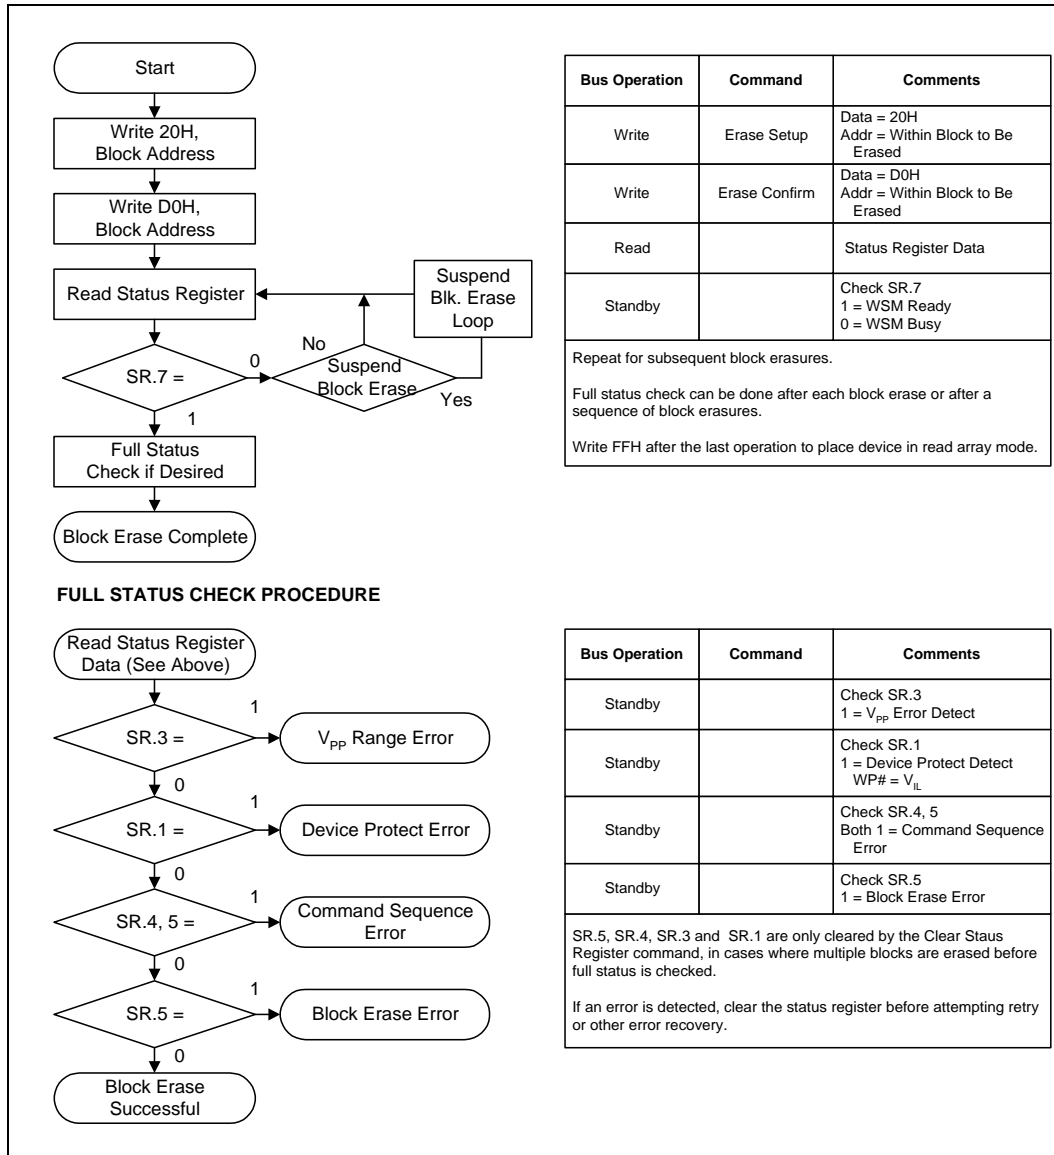 Start
Write 20H,
Block Address
Write D0H,
Block Address
Read Status Register
SR.7 =
0
1
No
Suspend
Block Erase
Yes
Suspend
Blk. Erase
Loop
Full Status
Check if Desired
Block Erase Complete
Bus Operation Command Comments
Write Erase Setup Data = 20H
Addr = Within Block to Be
Erased
Write Erase Confirm Data = D0H
Addr = Within Block to Be
Erased
Read Status Register Data
Standby Check SR.7
1 = WSM Ready
0 = WSM Busy
Repeat for subsequent block erasures.
Full status check can be done after each block erase or after a
sequence of block erasures.
Write FFH after the last operation to place device in read array mode.
FULL STATUS CHECK PROCEDURE
Read Status Register
Data (See Above)
SR.3 =
1
VPP Range Error
0
SR.1 =
1
Device Protect Error
0
SR.4, 5 =
1
Command Sequence
Error
0
SR.5 =
1
Block Erase Error
0
Block Erase
Successful
Bus Operation Command Comments
Standby Check SR.3
1 = VPP Error Detect
Standby Check SR.1
1 = Device Protect Detect
WP# = VIL
Standby Check SR.4, 5
Both 1 = Command Sequence
Error
Standby Check SR.5
1 = Block Erase Error
SR.5, SR.4, SR.3 and SR.1 are only cleared by the Clear Staus
Register command, in cases where multiple blocks are erased before
full status is checked.
If an error is detected, clear the status register before attempting retry
or other error recovery.